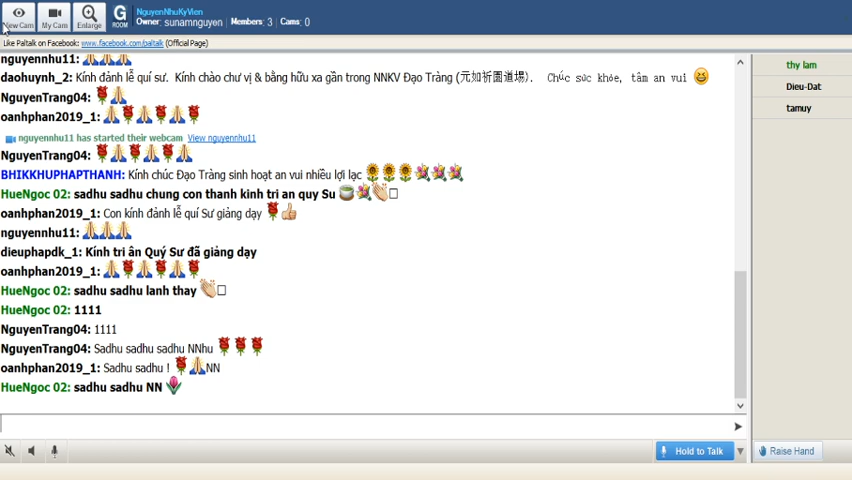 View Cam
My Cam
Enlarge
G
ROOM
NguyenNhuKyVien
Owner: sunamnguyen Members: 3 Cams: 0
Like Paltalk on Facebook: www.facebook.com/paltalk (Official Page)
nguyennhu11:
daohuynh_2: Kính đảnh lễ quí sư. Kính chào chư vị & bằng hữu xa gần trong NNKV Đạo Tràng (元如祈園道場). Chúc sức khỏe, tâm an vui
NguyenTrang04:
oanhphan2019_1:
nguyennhu11 has started their webcam View nguyennhu11
NguyenTrang04:
BHIKKHUPHAPTHANH: Kính chúc Đạo Tràng sinh hoạt an vui nhiều lợi lạc
HueNgoc 02: sadhu sadhu chung con thanh kinh tri an quy Su
oanhphan2019_1: Con kính đảnh lễ quí Sư giảng dạy
nguyennhu11:
dieuphapdk_1: Kính tri ân Quý Sư đã giảng dạy
oanhphan2019_1:
HueNgoc 02: sadhu sadhu lanh thay
HueNgoc 02: 1111
NguyenTrang04: 1111
NguyenTrang04: Sadhu sadhu sadhu NNhu
oanhphan2019_1: Sadhu sadhu ! NN
HueNgoc 02: sadhu sadhu NN
thy lam
Dieu-Dat
tamuy
Hold to Talk
Raise Hand